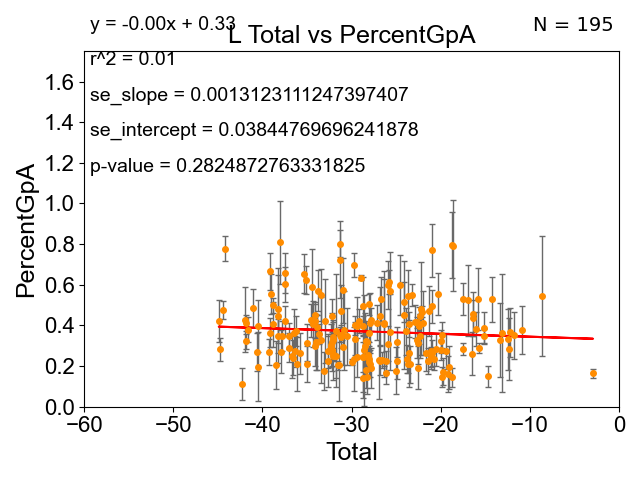 y = -0.00x + 0.33
N = 195
L Total vs PercentGpA
r^2 = 0.01
se_slope = 0.0013123111247397407
se_intercept = 0.03844769696241878
p-value = 0.2824872763331825
PercentGpA
1.6
1.4
1.2
1.0
0.8
0.6
0.4
0.2
0.0
−60 −50 −40 −30 −20 −10 0
Total